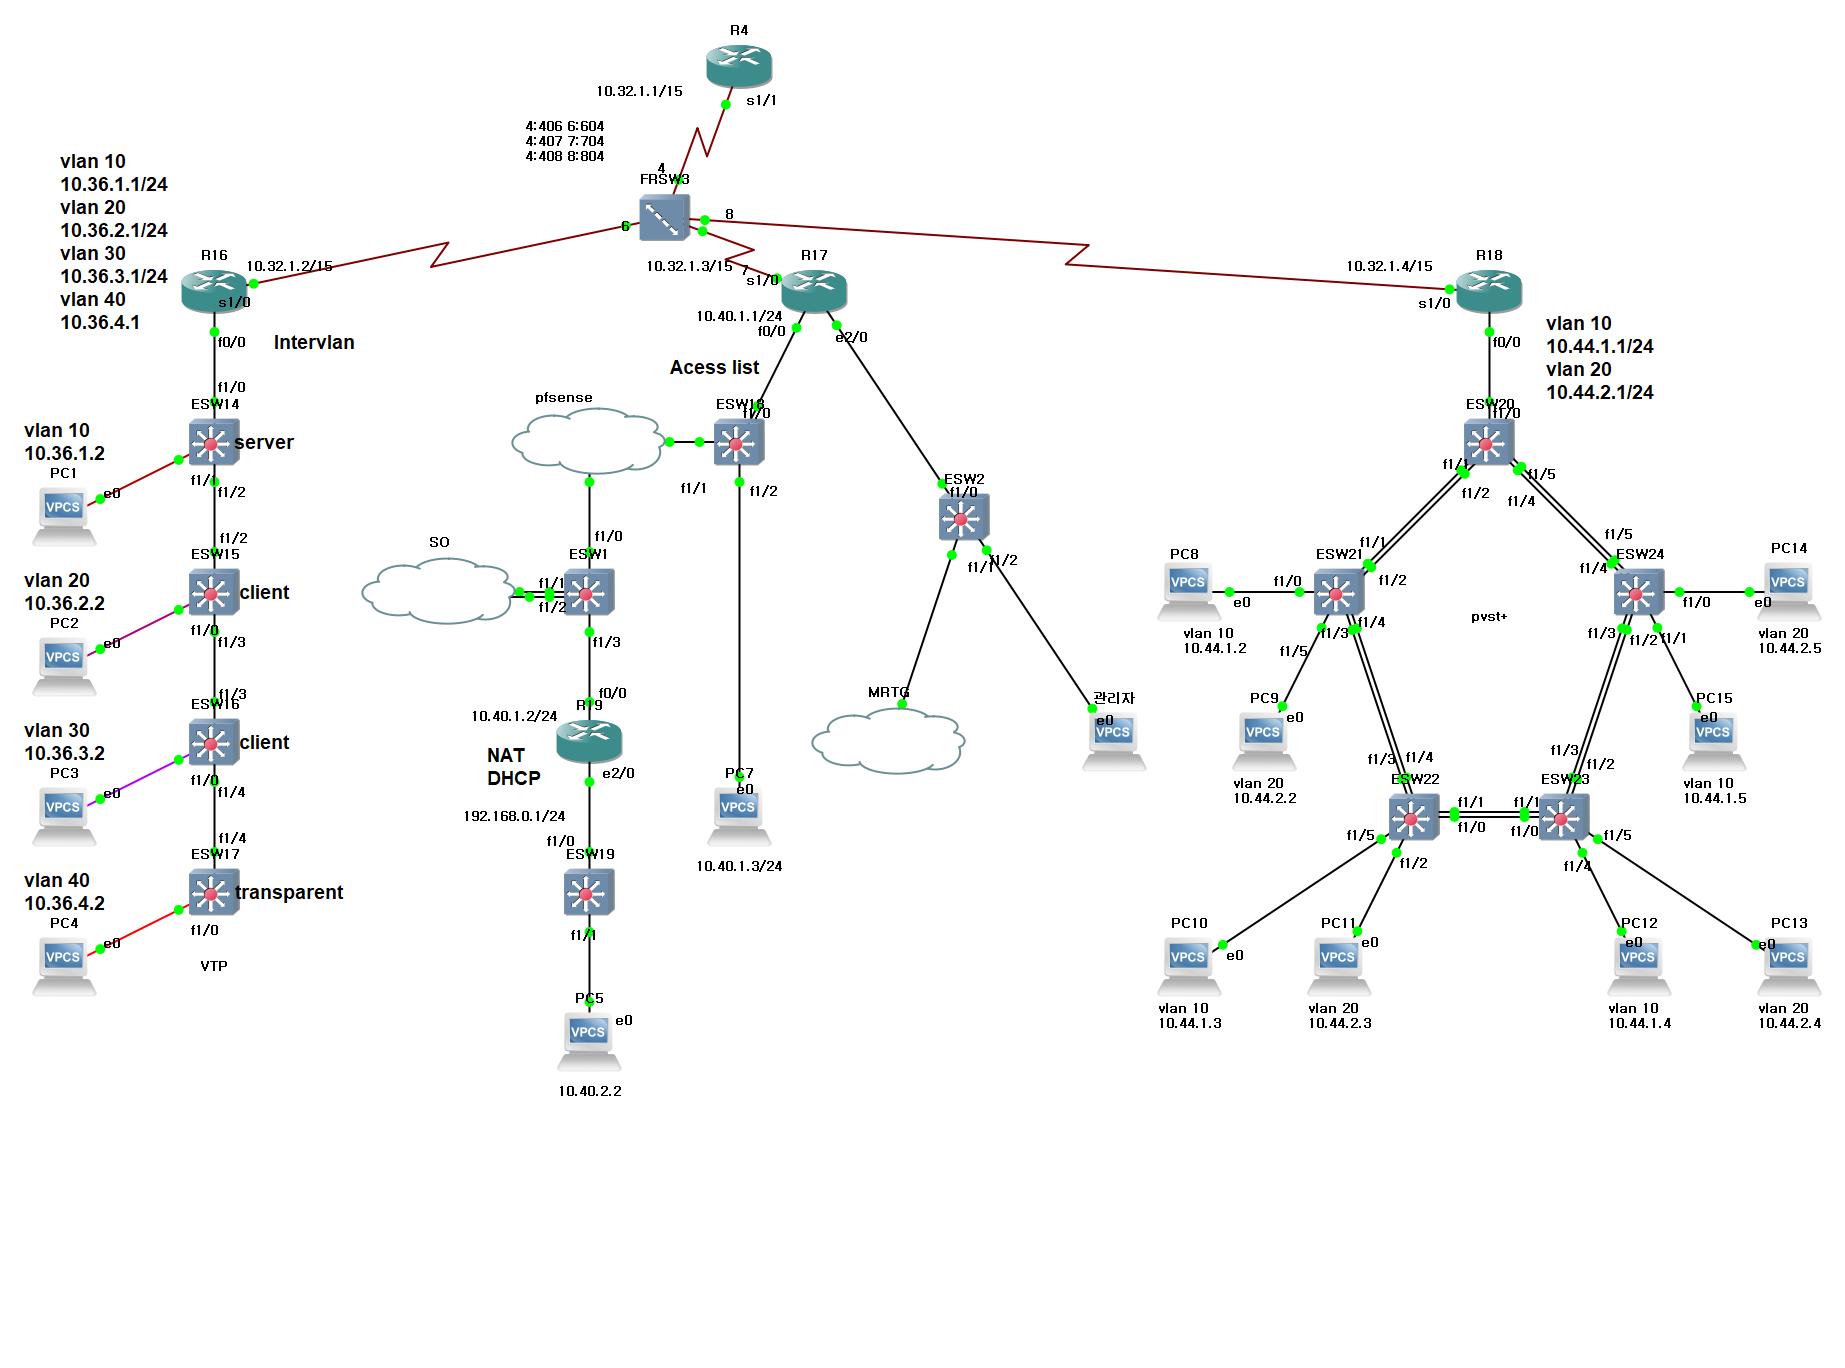 R4
10.32.1.1/15
s1/1
4:406 6:604
4:407 7:704
4:408 8:804
4
FRSW3
6
8
7
vlan 10
10.36.1.1/24
vlan 20
10.36.2.1/24
vlan 30
10.36.3.1/24
vlan 40
10.36.4.1
R16
10.32.1.2/15
s1/0
f0/0
Intervlan
f1/0
ESW14
server
vlan 10
10.36.1.2
PC1
VPCS
e0
f1/1
f1/2
f1/2
ESW15
client
vlan 20
10.36.2.2
PC2
VPCS
e0
f1/0
f1/3
f1/3
ESW16
client
vlan 30
10.36.3.2
PC3
VPCS
e0
f1/0
f1/4
f1/4
ESW17
transparent
vlan 40
10.36.4.2
PC4
VPCS
e0
f1/0
VTP
R17
10.32.1.3/15
s1/0
10.40.1.1/24
f0/0
e2/0
Acess list
pfsense
ESW18
f1/0
f1/1
f1/2
SO
f1/0
ESW1
f1/1
f1/2
f1/3
f0/0
R19
10.40.1.2/24
NAT
DHCP
e2/0
192.168.0.1/24
f1/0
ESW19
f1/1
PC5
VPCS
e0
10.40.2.2
PC7
e0
VPCS
10.40.1.3/24
ESW2
f1/0
f1/1
f1/2
MRTG
관리자
e0
VPCS
R18
10.32.1.4/15
s1/0
f0/0
vlan 10
10.44.1.1/24
vlan 20
10.44.2.1/24
ESW20
f1/0
f1/1
f1/2
f1/5
f1/4
f1/1
f1/2
ESW21
f1/0
f1/3
f1/4
f1/5
PC8
VPCS
e0
vlan 10
10.44.1.2
PC9
VPCS
e0
vlan 20
10.44.2.2
pvst+
f1/5
f1/4
ESW24
f1/0
f1/3
f1/2
f1/1
PC14
VPCS
e0
vlan 20
10.44.2.5
PC15
VPCS
e0
vlan 10
10.44.1.5
f1/3
f1/4
ESW22
f1/1
f1/0
f1/5
f1/2
f1/3
f1/2
ESW23
f1/1
f1/0
f1/5
f1/4
PC10
VPCS
e0
vlan 10
10.44.1.3
PC11
VPCS
e0
vlan 20
10.44.2.3
PC12
VPCS
e0
vlan 10
10.44.1.4
PC13
VPCS
e0
vlan 20
10.44.2.4